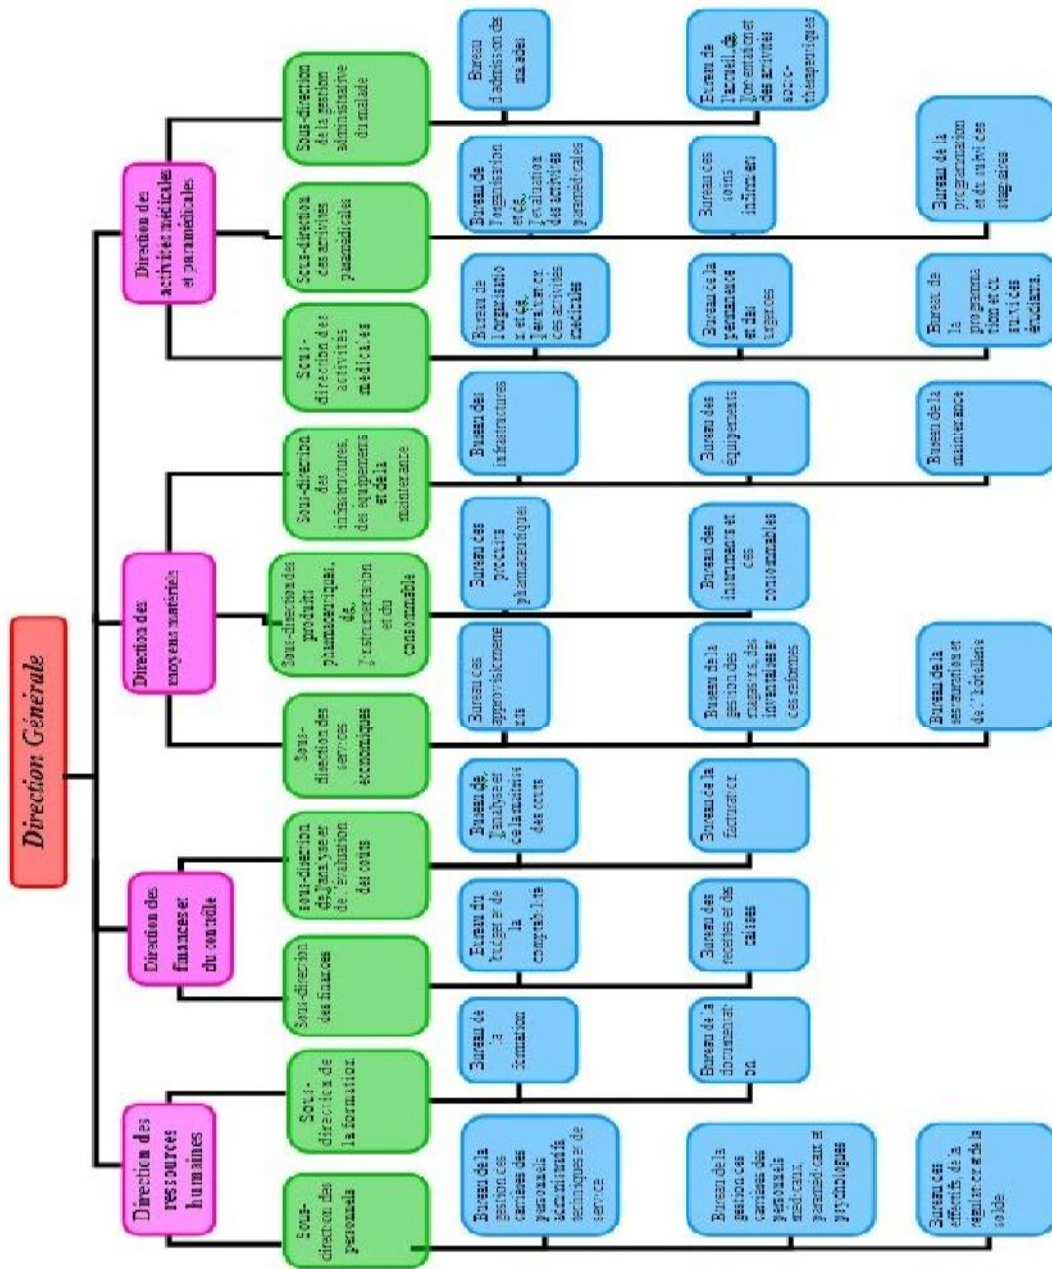 Direction Générale
Direction des
ressources
humaines
Direction des
finances et
du contrôle
Direction des
moyens matériels
Direction des
activités médicales
et paramédicales
Sous-
direction des
personnels
Sous-
direction de
la formation
Sous-direction
des finances
sous-direction
de l'analyse et
de l'évaluation
des coûts
Sous-
direction des
services
économiques
Sous-direction des
produits
pharmaceutiques,
de
l'instrumentation
et du
consommable
Sous-direction
des
infrastructures,
des équipements
et de la
maintenance
Sous-
direction des
activités
médicales
Sous-direction
des activités
paramédicales
Sous-direction
de la gestion
administrative
du malade
Bureau de la
gestion des
carrières des
personnels
administratifs
techniques et de
service
Bureau de
la
formation
Bureau du
budget et de
la
comptabilité
Bureau de
l'analyse et
de la maîtrise
des coûts
Bureau des
approvisionneme
nts
Bureau des
produits
pharmaceutiques
Bureau des
infrastructures
Bureau de
l'organisatio
n et de
l'évaluation
des activités
médicales
Bureau de
l'organisation
et de
l'évaluation
des activités
paramédicales
Bureau
d'admission des
malades
Bureau de la
gestion des
carrières des
personnels
médicaux,
paramédicaux et
psychologues
Bureau de la
documentati
on
Bureau des
recettes et des
caisses
Bureau de la
facturation
Bureau de la
gestion des
magasins, des
inventaires et
des réformes
Bureau des
instruments et
des
consommables
Bureau des
équipements
Bureau de la
permanence
et des
urgences
Bureau des
soins
infirmiers
Bureau de
l'accueil, de
l'orientation et
des activités
socio-
thérapeutiques
Bureau des
effectifs, de la
régulation et de la
solde
Bureau de la
restauration et
de l'hôtellerie
Bureau de la
maintenance
Bureau de
la
programma
tion et du
suivi des
étudiants.
Bureau de la
programmation
et du suivi des
stagiaires